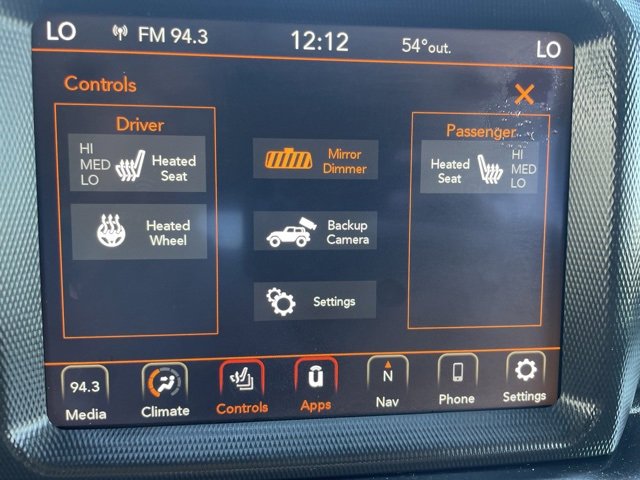 LO FM 94.3 12:12 54°out. LO
Controls
Driver
HI
MED
LO
Heated
Seat
Heated
Wheel
Mirror
Dimmer
Backup
Camera
Settings
Passenger
Heated
Seat
HI
MED
LO
94.3
Media
Climate
Controls
Apps
N
Nav
Phone
Settings